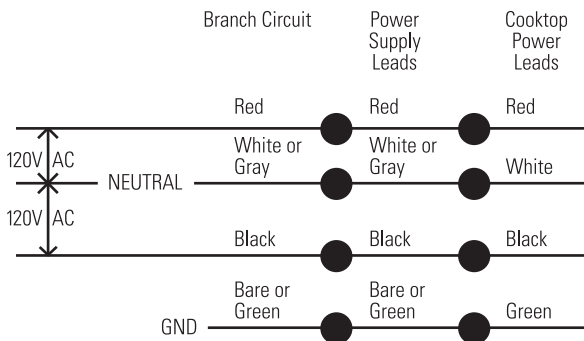 Branch Circuit
Power
Supply
Leads
Cooktop
Power
Leads
Red
Red
Red
120V AC
White or
Gray
White or
Gray
White
NEUTRAL
120V AC
Black
Black
Black
Bare or
Green
Bare or
Green
Green
GND